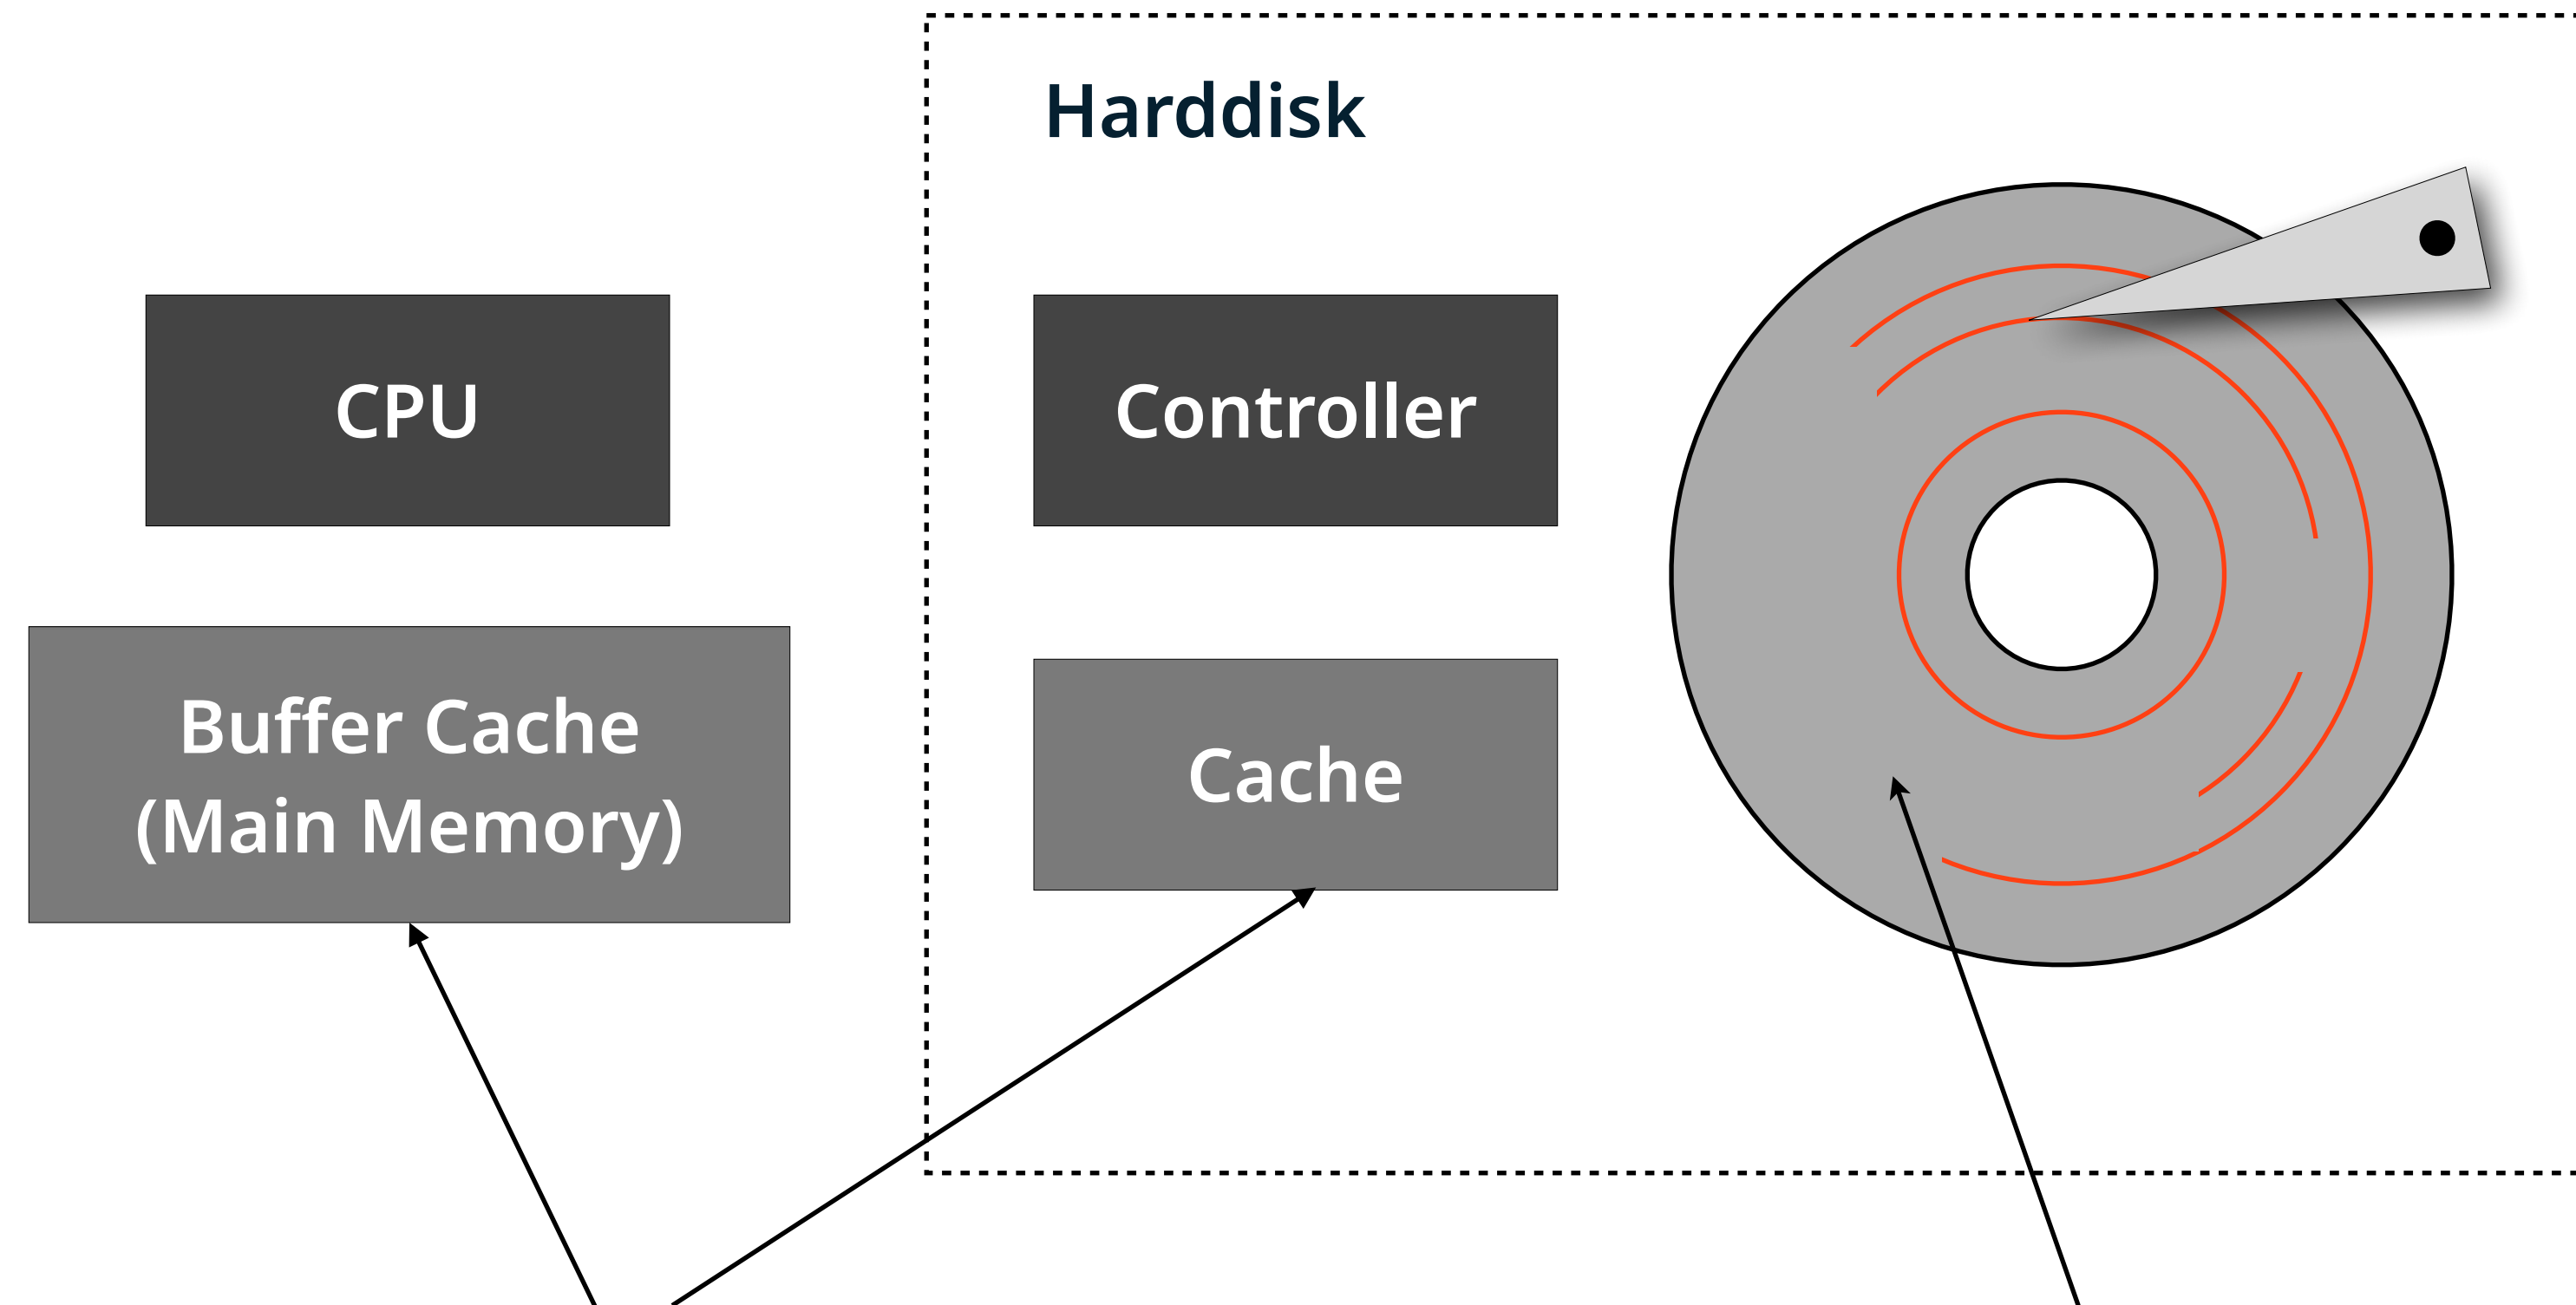 Harddisk
CPU
Controller
Buffer Cache
(Main Memory)
Cache